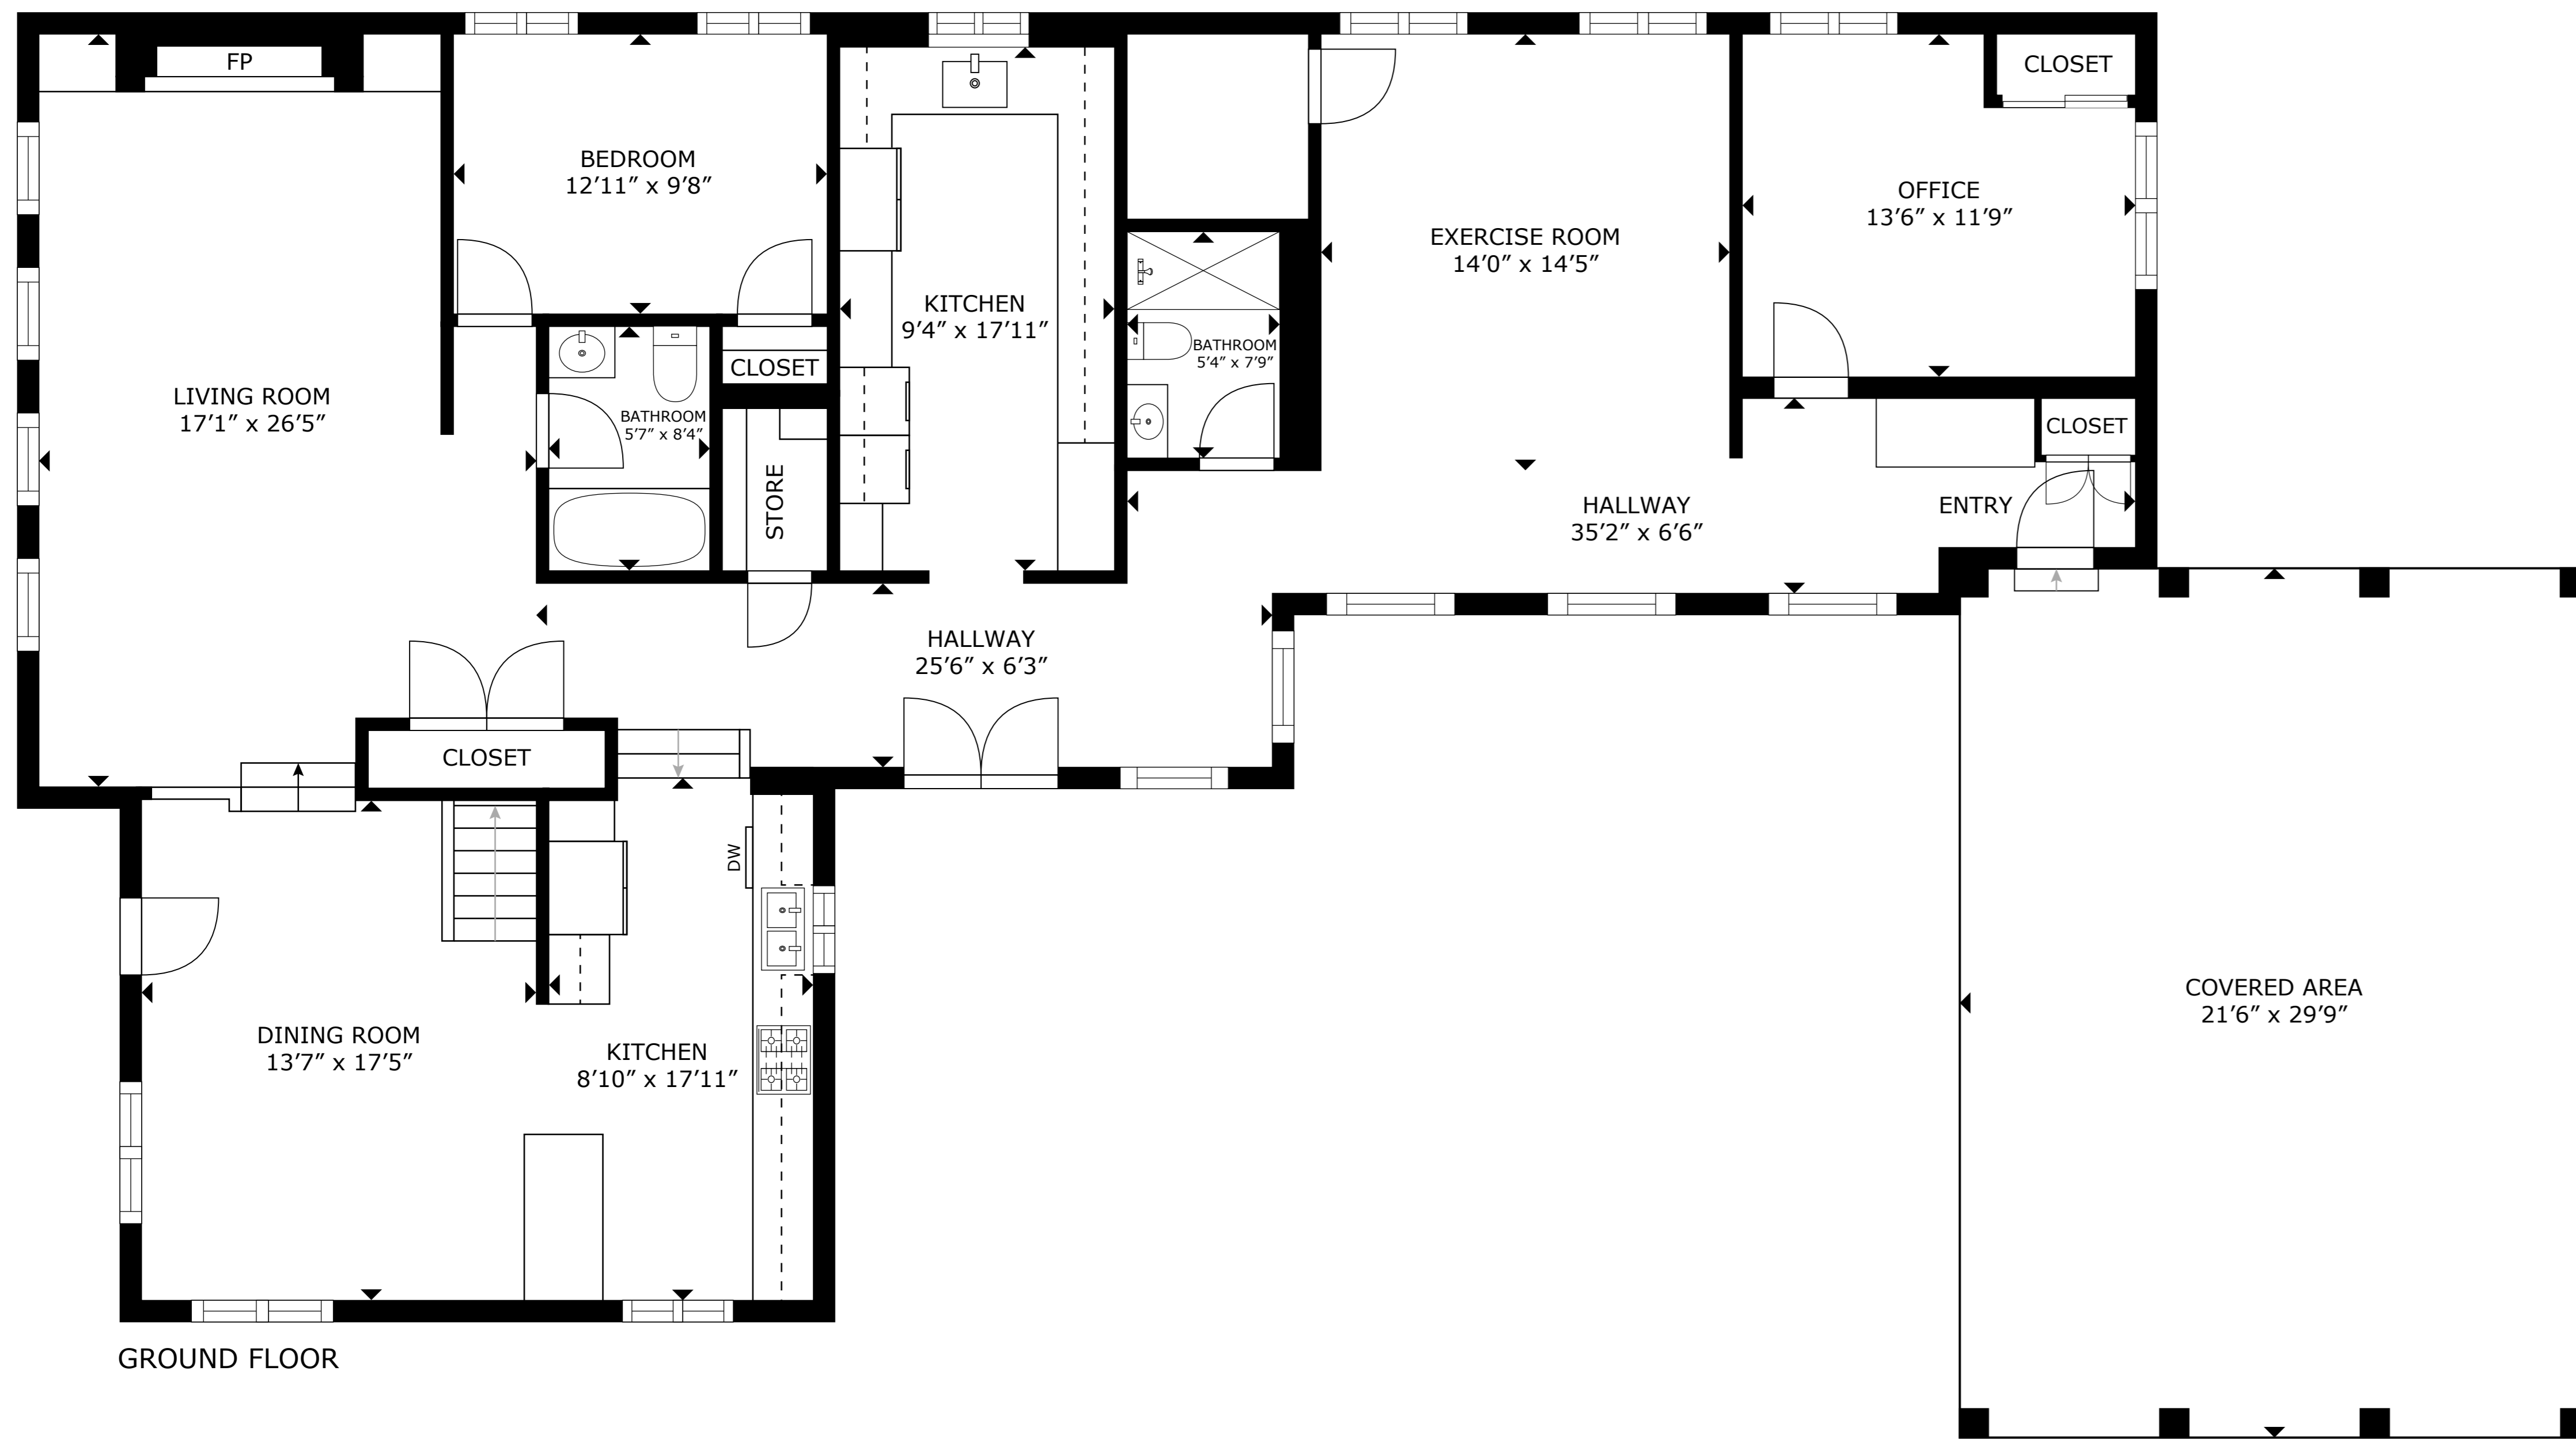 FP
CLOSET
BEDROOM
12'11" x 9'8"
OFFICE
13'6" x 11'9"
EXERCISE ROOM
14'0" x 14'5"
KITCHEN
9'4" x 17'11"
BATHROOM
5'4" x 7'9"
CLOSET
LIVING ROOM
17'1" x 26'5"
BATHROOM
5'7" x 8'4"
CLOSET
STORE
HALLWAY
35'2" x 6'6"
ENTRY
HALLWAY
25'6" x 6'3"
CLOSET
DW
COVERED AREA
21'6" x 29'9"
DINING ROOM
13'7" x 17'5"
KITCHEN
8'10" x 17'11"
GROUND FLOOR